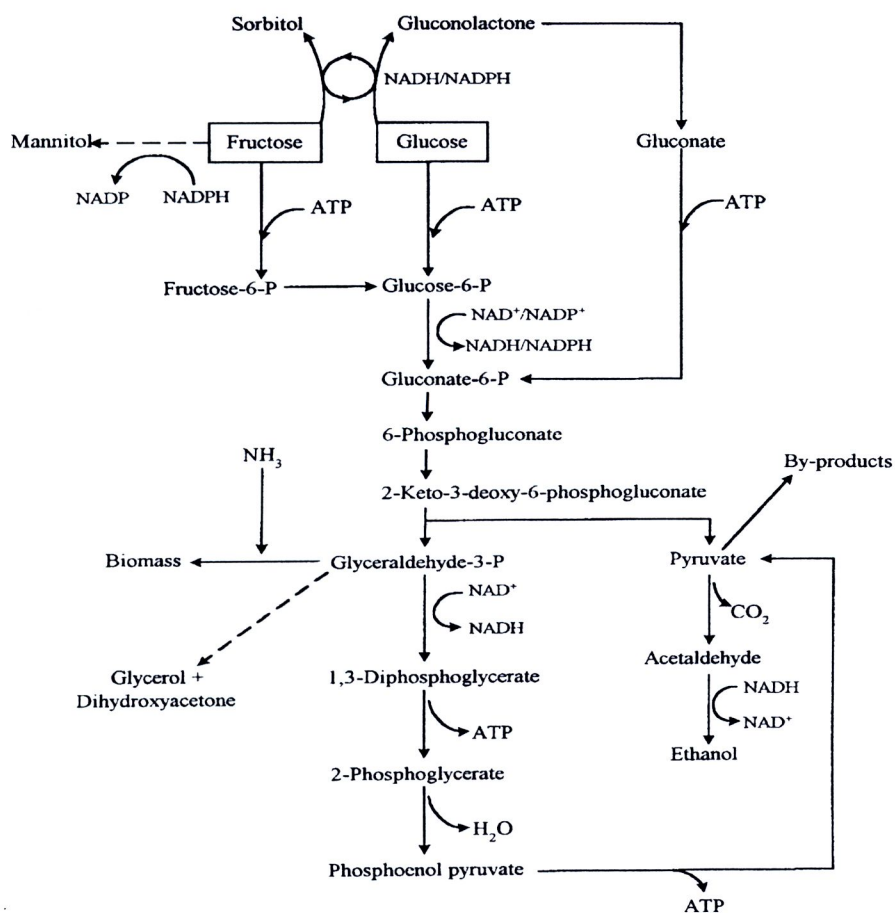 Sorbitol
Gluconolactone
NADH/NADPH
Mannitol
Fructose
Glucose
Gluconate
NADP
NADPH
ATP
ATP
ATP
Fructose-6-P
Glucose-6-P
NAD⁺/NADP⁺
NADH/NADPH
Gluconate-6-P
6-Phosphogluconate
NH₃
By-products
2-Keto-3-deoxy-6-phosphogluconate
Biomass
Glyceraldehyde-3-P
Pyruvate
NAD⁺
NADH
CO₂
Glycerol +
Dihydroxyacetone
1,3-Diphosphoglycerate
Acetaldehyde
NADH
NAD⁺
ATP
Ethanol
2-Phosphoglycerate
H₂O
Phosphoenol pyruvate
ATP